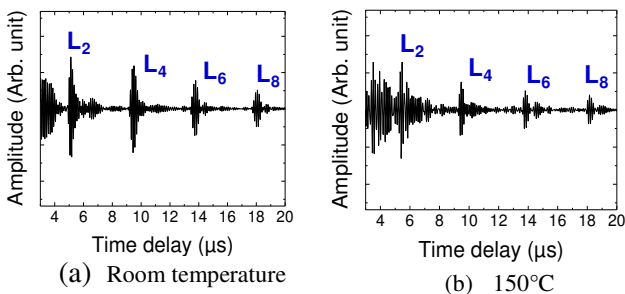 L2
L4
L6
L8
Amplitude (Arb. unit)
4 6 8 10 12 14 16 18 20
Time delay (µs)
(a) Room temperature
L2
L4
L6
L8
Amplitude (Arb. unit)
4 6 8 10 12 14 16 18 20
Time delay (µs)
(b) 150°C